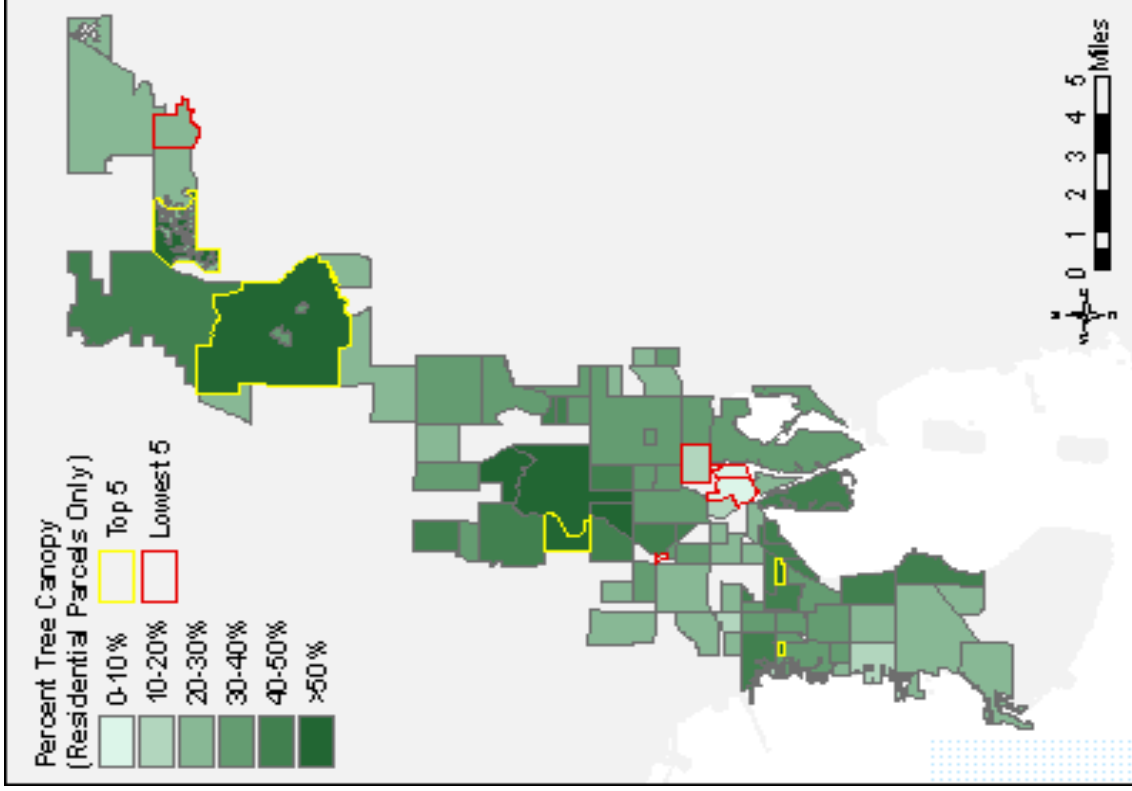 Percent Tree Canopy
(Residential Parcels Only)
0-10%
10-20%
20-30%
30-40%
40-50%
>50%
Top 5
Lowest 5
0 1 2 3 4 5
Miles